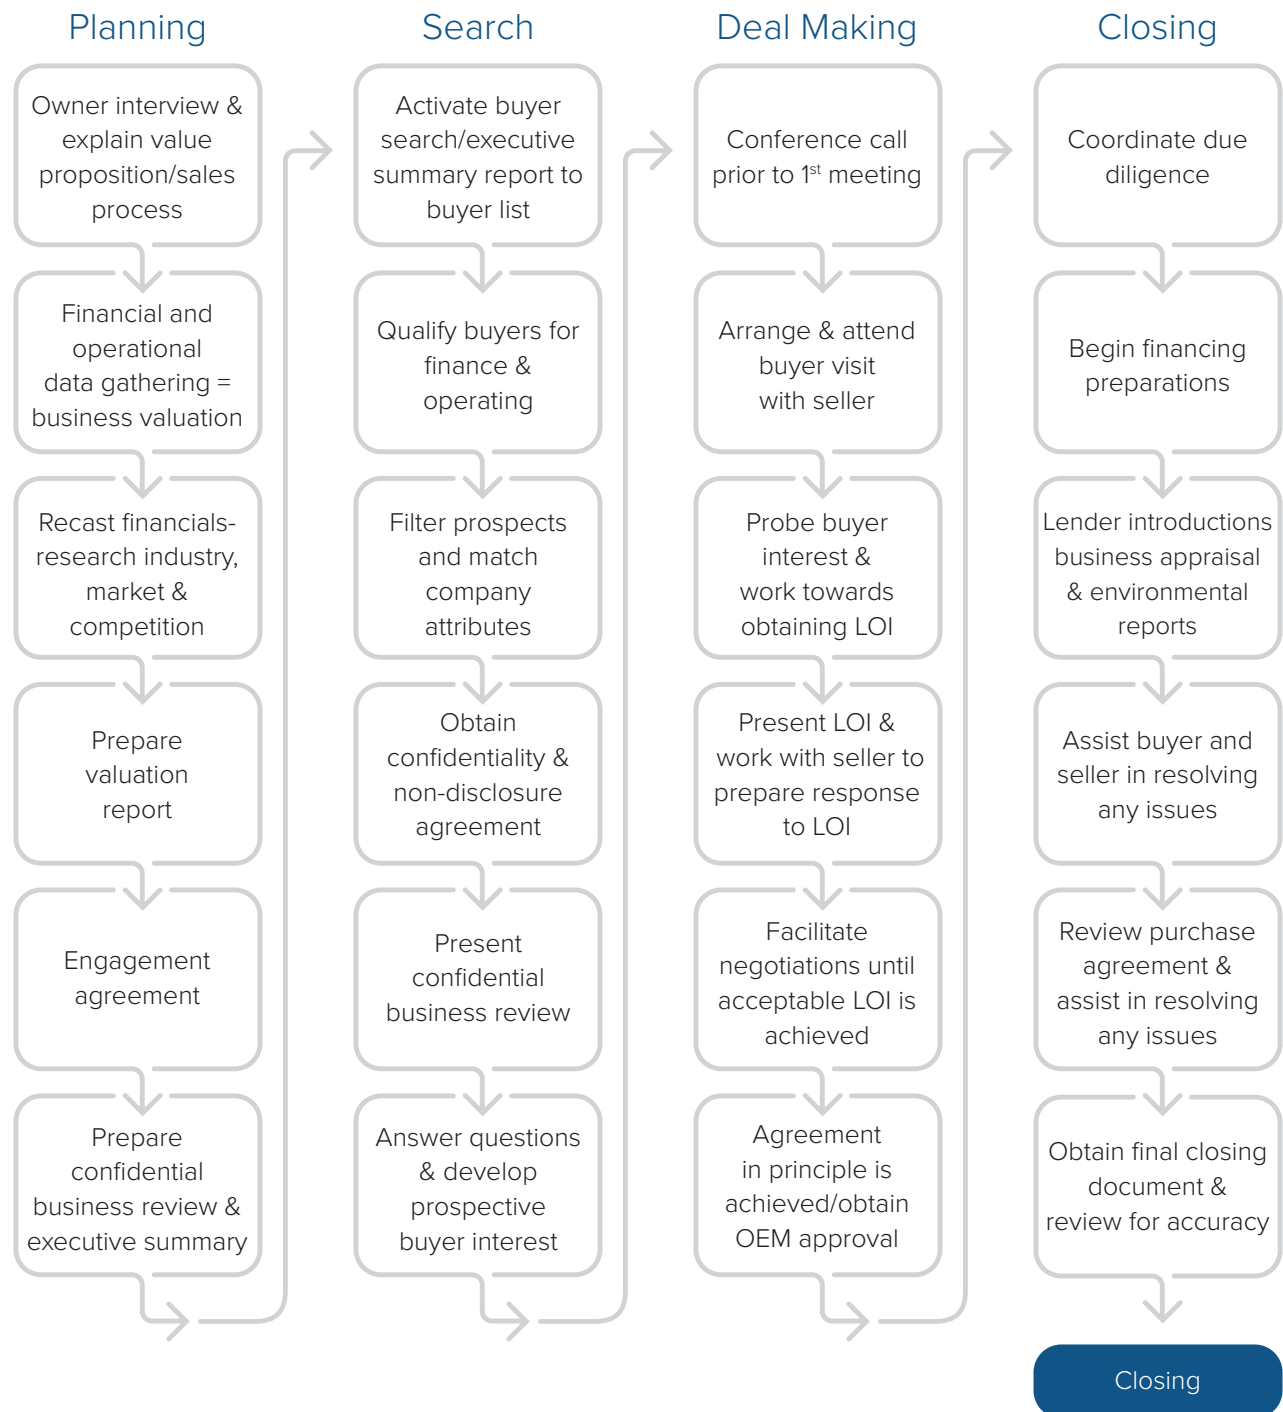 Planning
Owner interview &
explain value
proposition/sales
process
Financial and
operational
data gathering =
business valuation
Recast financials-
research industry,
market &
competition
Prepare
valuation
report
Engagement
agreement
Prepare
confidential
business review &
executive summary
Search
Activate buyer
search/executive
summary report to
buyer list
Qualify buyers for
finance &
operating
Filter prospects
and match
company
attributes
Obtain
confidentiality &
non-disclosure
agreement
Present
confidential
business review
Answer questions
& develop
prospective
buyer interest
Deal Making
Conference call
prior to 1st meeting
Arrange & attend
buyer visit
with seller
Probe buyer
interest &
work towards
obtaining LOI
Present LOI &
work with seller to
prepare response
to LOI
Facilitate
negotiations until
acceptable LOI is
achieved
Agreement
in principle is
achieved/obtain
OEM approval
Closing
Coordinate due
diligence
Begin financing
preparations
Lender introductions
business appraisal
& environmental
reports
Assist buyer and
seller in resolving
any issues
Review purchase
agreement &
assist in resolving
any issues
Obtain final closing
document &
review for accuracy
Closing